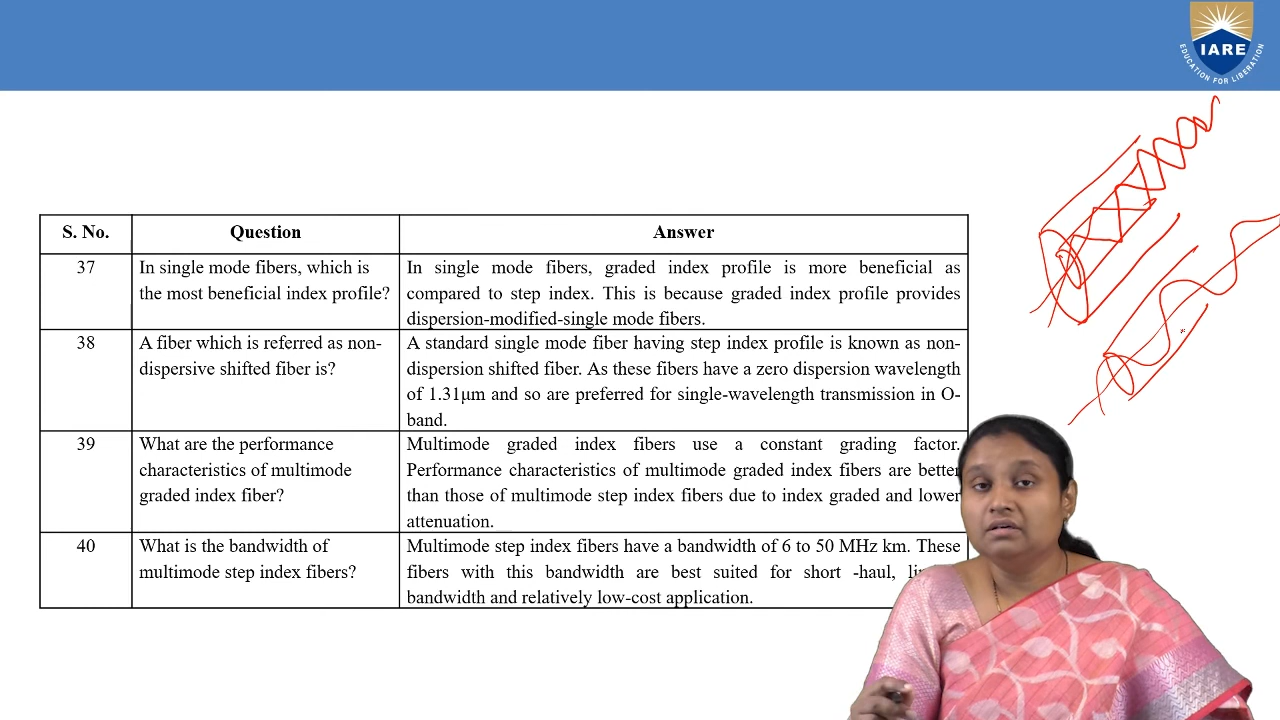 IARE
EDUCATION FOR LIBERATION
S. No. Question Answer
37 In single mode fibers, which is the most beneficial index profile? In single mode fibers, graded index profile is more beneficial as
compared to step index. This is because graded index profile provides
dispersion-modified-single mode fibers.
38 A fiber which is referred as non-
dispersive shifted fiber is? A standard single mode fiber having step index profile is known as non-
dispersion shifted fiber. As these fibers have a zero dispersion wavelength
of 1.31μm and so are preferred for single-wavelength transmission in O-
band.
39 What are the performance
characteristics of multimode
graded index fiber? Multimode graded index fibers use a constant grading factor.
Performance characteristics of multimode graded index fibers are better
than those of multimode step index fibers due to index graded and lower
attenuation.
40 What is the bandwidth of
multimode step index fibers? Multimode step index fibers have a bandwidth of 6 to 50 MHz km. These
fibers with this bandwidth are best suited for short -haul,
bandwidth and relatively low-cost application.